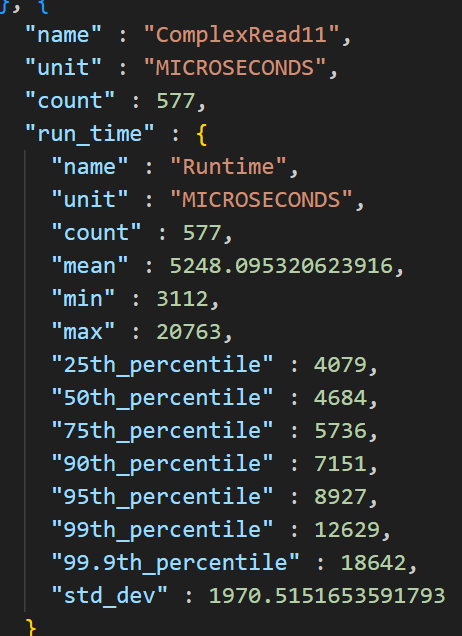 }, {
"name" : "ComplexRead11",
"unit" : "MICROSECONDS",
"count" : 577,
"run_time" : {
"name" : "Runtime",
"unit" : "MICROSECONDS",
"count" : 577,
"mean" : 5248.095320623916,
"min" : 3112,
"max" : 20763,
"25th_percentile" : 4079,
"50th_percentile" : 4684,
"75th_percentile" : 5736,
"90th_percentile" : 7151,
"95th_percentile" : 8927,
"99th_percentile" : 12629,
"99.9th_percentile" : 18642,
"std_dev" : 1970.5151653591793
}